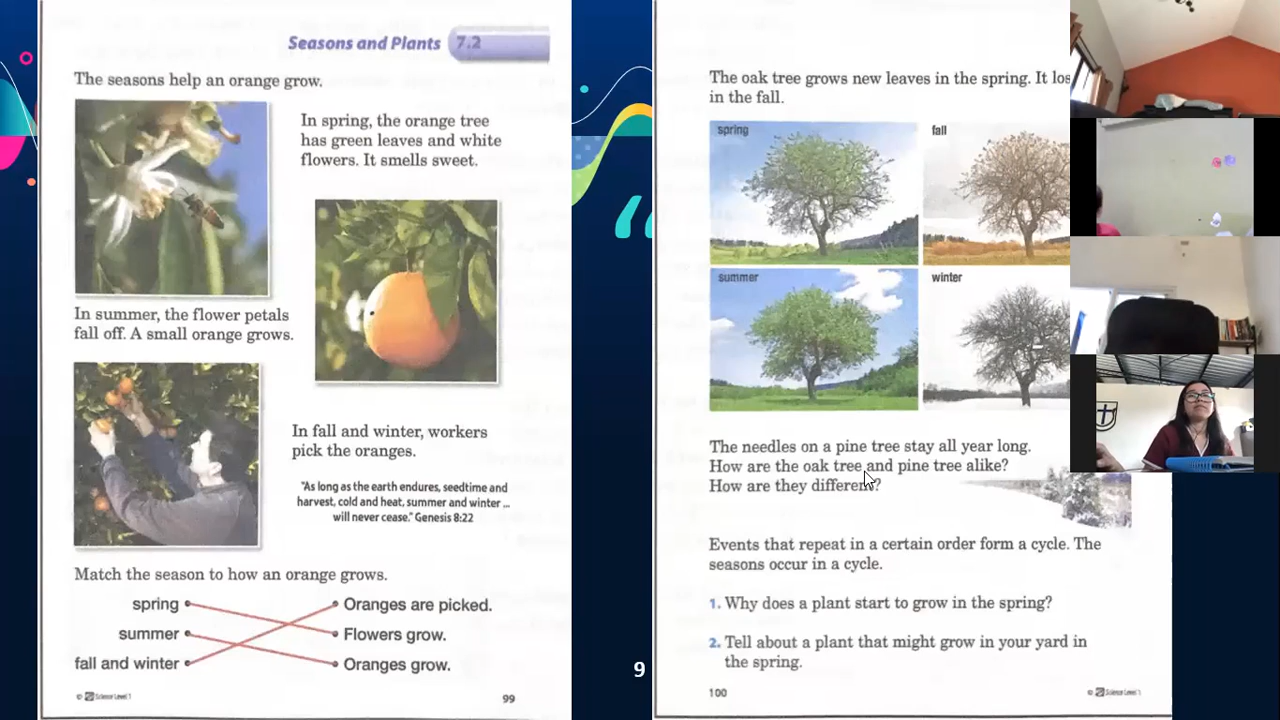 Seasons and Plants 7.2
The seasons help an orange grow.
In spring, the orange tree
has green leaves and white
flowers. It smells sweet.
In summer, the flower petals
fall off. A small orange grows.
In fall and winter, workers
pick the oranges.
"As long as the earth endures, seedtime and
harvest, cold and heat, summer and winter ...
will never cease." Genesis 8:22
Match the season to how an orange grows.
spring
summer
fall and winter
Oranges are picked.
Flowers grow.
Oranges grow.
© Science Level 1
99
9
The oak tree grows new leaves in the spring. It los
in the fall.
spring
fall
summer
winter
The needles on a pine tree stay all year long.
How are the oak tree and pine tree alike?
How are they different?
Events that repeat in a certain order form a cycle. The
seasons occur in a cycle.
1. Why does a plant start to grow in the spring?
2. Tell about a plant that might grow in your yard in
the spring.
100
© Science Level 1